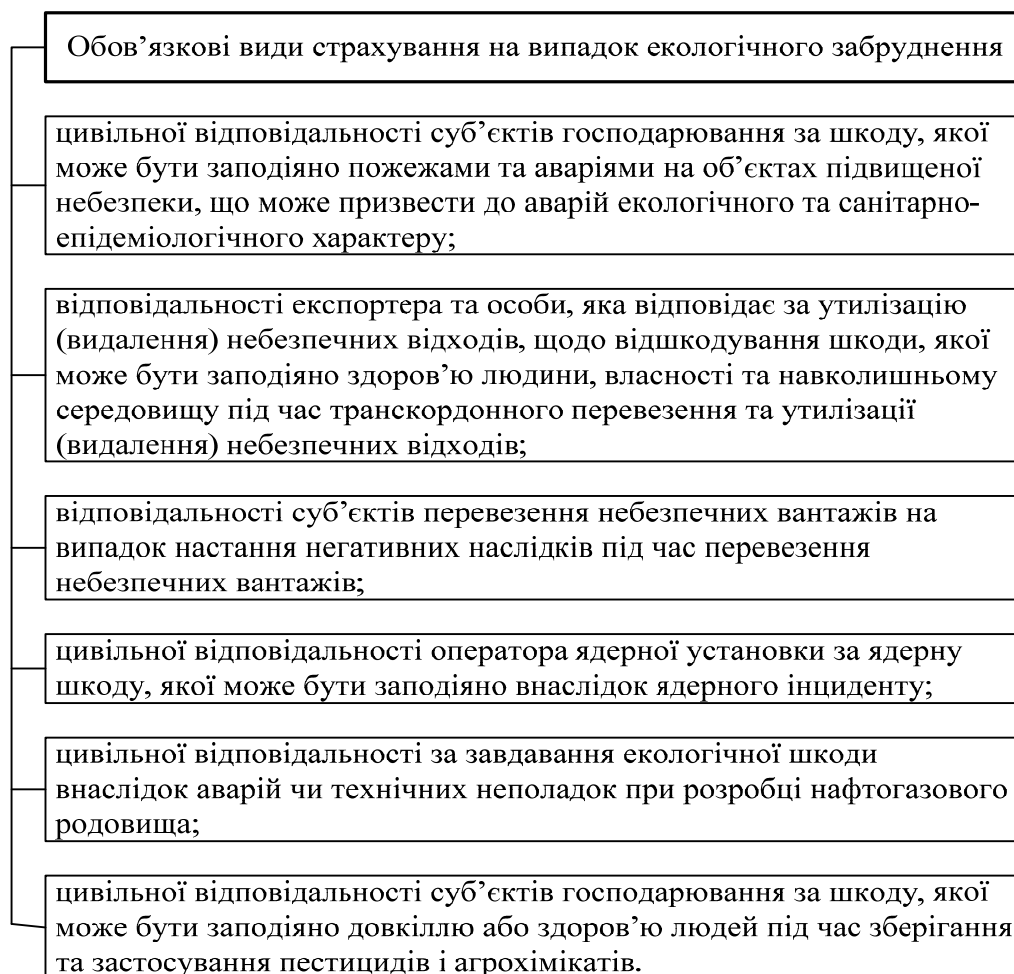 Обов’язкові види страхування на випадок екологічного забруднення
цивільної відповідальності суб’єктів господарювання за шкоду, якої
може бути заподіяно пожежами та аваріями на об’єктах підвищеної
небезпеки, що може призвести до аварій екологічного та санітарно-
епідеміологічного характеру;
відповідальності експортера та особи, яка відповідає за утилізацію
(видалення) небезпечних відходів, щодо відшкодування шкоди, якої
може бути заподіяно здоров’ю людини, власності та навколишньому
середовищу під час транскордонного перевезення та утилізації
(видалення) небезпечних відходів;
відповідальності суб’єктів перевезення небезпечних вантажів на
випадок настання негативних наслідків під час перевезення
небезпечних вантажів;
цивільної відповідальності оператора ядерної установки за ядерну
шкоду, якої може бути заподіяно внаслідок ядерного інциденту;
цивільної відповідальності за завдавання екологічної шкоди
внаслідок аварій чи технічних неполадок при розробці нафтогазового
родовища;
цивільної відповідальності суб’єктів господарювання за шкоду, якої
може бути заподіяно довкіллю або здоров’ю людей під час зберігання
та застосування пестицидів і агрохімікатів.